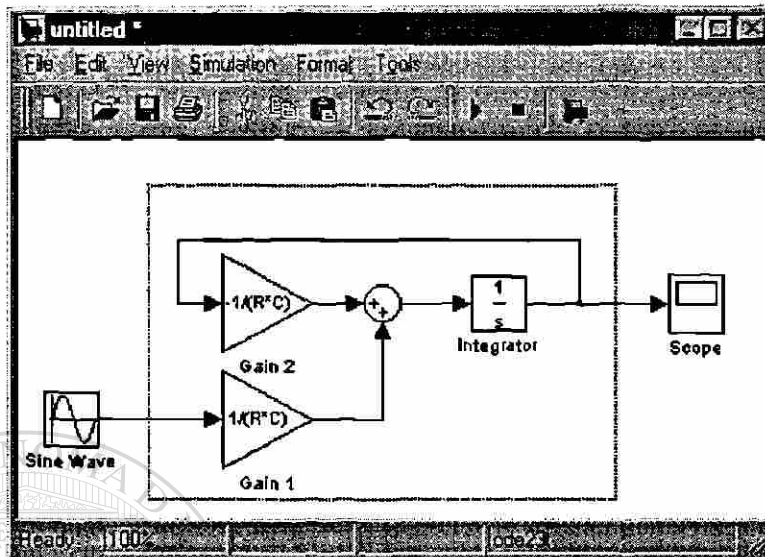 untitled *
File Edit View Simulation Format Tools
-1/(R*C)
+
+
1
s
Integrator
Scope
Gain 2
1/(R*C)
Sine Wave
Gain 1
NOMA
Ready 100% ode23